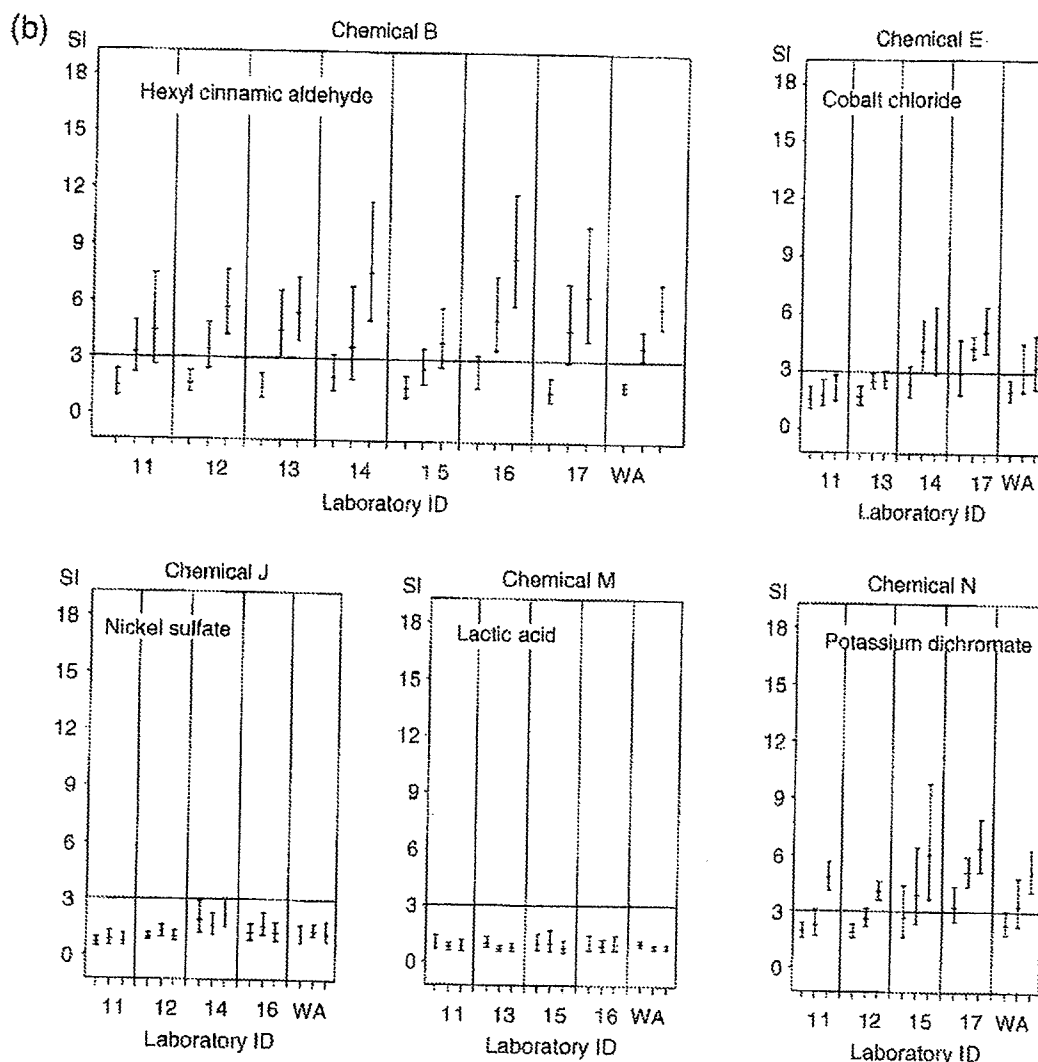 (b)
Chemical B
SI
18
15
12
9
6
3
0
Hexyl cinnamic aldehyde
11 12 13 14 15 16 17 WA
Laboratory ID
Chemical E
SI
18
15
12
9
6
3
0
Cobalt chloride
11 13 14 17 WA
Laboratory ID
Chemical J
SI
18
15
12
9
6
3
0
Nickel sulfate
11 12 14 16 WA
Laboratory ID
Chemical M
SI
18
15
12
9
6
3
0
Lactic acid
11 13 15 16 WA
Laboratory ID
Chemical N
SI
18
15
12
9
6
3
0
Potassium dichromate
11 12 15 17 WA
Laboratory ID